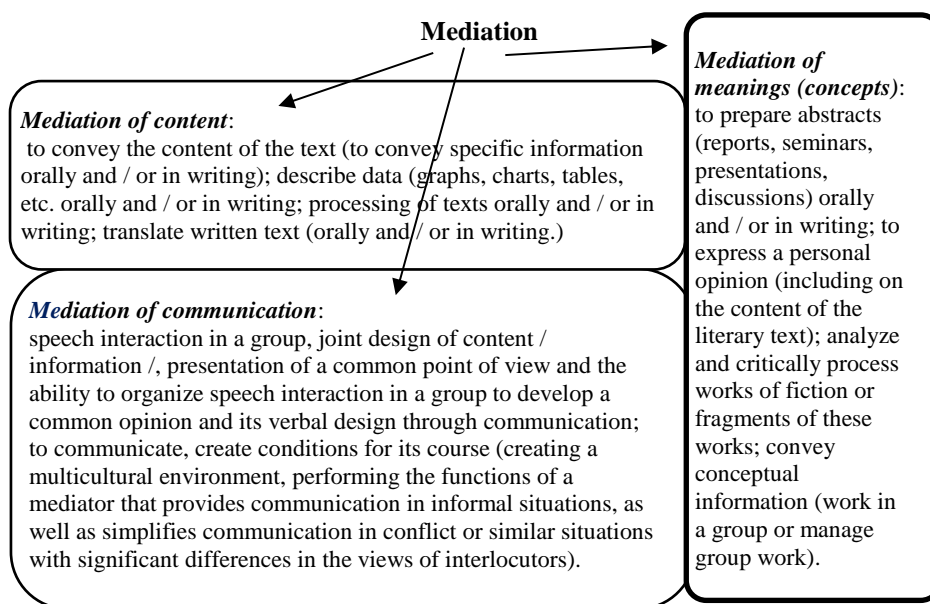 Mediation
Mediation of content:
to convey the content of the text (to convey specific information
orally and / or in writing); describe data (graphs, charts, tables,
etc. orally and / or in writing; processing of texts orally and / or in
writing; translate written text (orally and / or in writing.)
Mediation of communication:
speech interaction in a group, joint design of content /
information /, presentation of a common point of view and the
ability to organize speech interaction in a group to develop a
common opinion and its verbal design through communication;
to communicate, create conditions for its course (creating a
multicultural environment, performing the functions of a
mediator that provides communication in informal situations, as
well as simplifies communication in conflict or similar situations
with significant differences in the views of interlocutors).
Mediation of
meanings (concepts):
to prepare abstracts
(reports, seminars,
presentations,
discussions) orally
and / or in writing; to
express a personal
opinion (including on
the content of the
literary text); analyze
and critically process
works of fiction or
fragments of these
works; convey
conceptual
information (work in
a group or manage
group work).